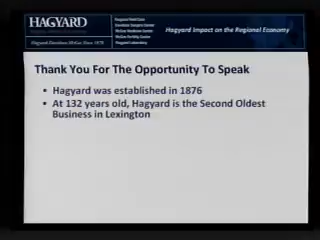 HAGYARD
Hagyard Davidson McGee Since 1876
Hagyard Field Care
Davidson Surgery Center
McGee Medicine Center
McGee Fertility Center
Hagyard Laboratory
Hagyard Impact on the Regional Economy
Thank You For The Opportunity To Speak
• Hagyard was established in 1876
• At 132 years old, Hagyard is the Second Oldest
Business in Lexington